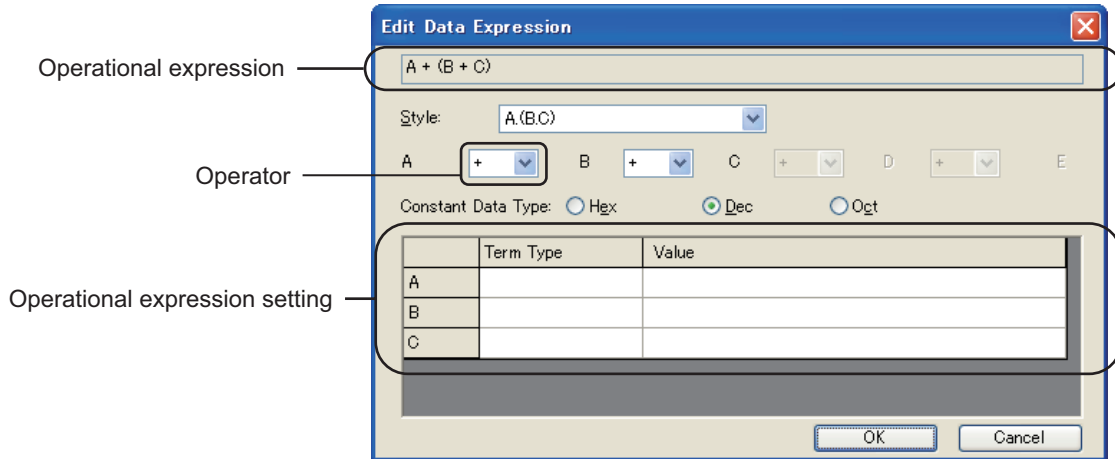 Edit Data Expression
Operational expression
A + (B + C)
Style: A.(B.C)
Operator
A + B + C + D + E
Constant Data Type: Hex Dec Oct
Term Type Value
Operational expression setting
A
B
C
OK Cancel